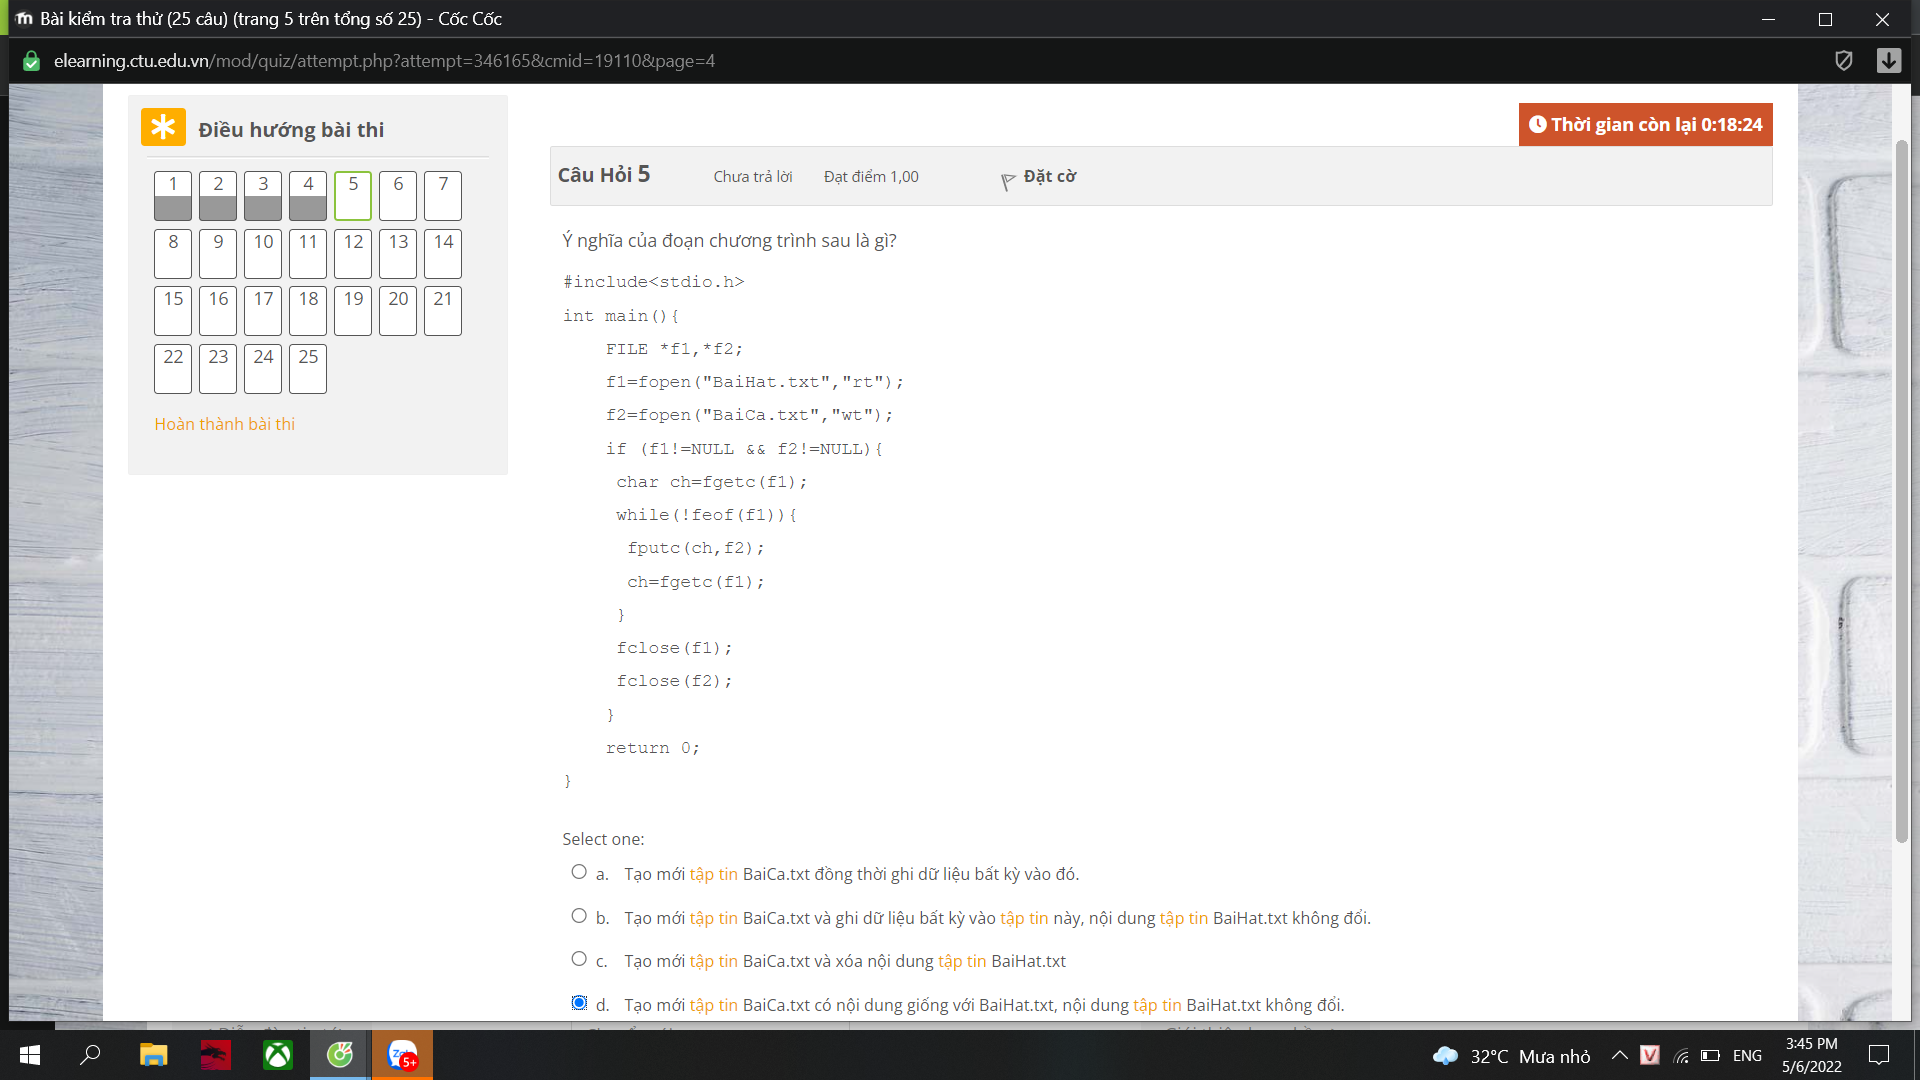 Bài kiểm tra thử (25 câu) (trang 5 trên tổng số 25) - Cốc Cốc
elearning.ctu.edu.vn/mod/quiz/attempt.php?attempt=346165&cmid=19110&page=4
Điều hướng bài thi
1 2 3 4 5 6 7
8 9 10 11 12 13 14
15 16 17 18 19 20 21
22 23 24 25
Hoàn thành bài thi
Thời gian còn lại 0:18:24
Câu Hỏi 5 Chưa trả lời Đạt điểm 1,00 Đặt cờ
Ý nghĩa của đoạn chương trình sau là gì?
#include<stdio.h>
int main(){
FILE *f1,*f2;
f1=fopen("BaiHat.txt","rt");
f2=fopen("BaiCa.txt","wt");
if (f1!=NULL && f2!=NULL){
char ch=fgetc(f1);
while(!feof(f1)){
fputc(ch,f2);
ch=fgetc(f1);
}
fclose(f1);
fclose(f2);
}
return 0;
}
Select one:
a. Tạo mới tập tin BaiCa.txt đồng thời ghi dữ liệu bất kỳ vào đó.
b. Tạo mới tập tin BaiCa.txt và ghi dữ liệu bất kỳ vào tập tin này, nội dung tập tin BaiHat.txt không đổi.
c. Tạo mới tập tin BaiCa.txt và xóa nội dung tập tin BaiHat.txt
d. Tạo mới tập tin BaiCa.txt có nội dung giống với BaiHat.txt, nội dung tập tin BaiHat.txt không đổi.
5+
32°C Mưa nhỏ
ENG
3:45 PM
5/6/2022